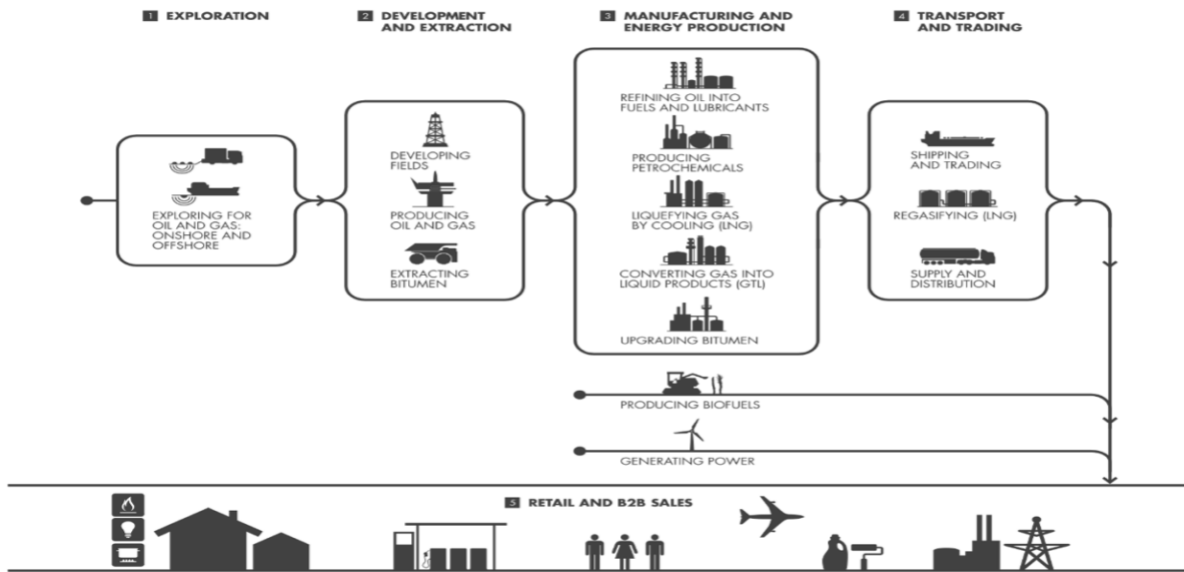 1 EXPLORATION
2 DEVELOPMENT
AND EXTRACTION
3 MANUFACTURING AND
ENERGY PRODUCTION
4 TRANSPORT
AND TRADING
EXPLORING FOR
OIL AND GAS:
ONSHORE AND
OFFSHORE
DEVELOPING
FIELDS
PRODUCING
OIL AND GAS
EXTRACTING
BITUMEN
REFINING OIL INTO
FUELS AND LUBRICANTS
PRODUCING
PETROCHEMICALS
LIQUEFYING GAS
BY COOLING (LNG)
CONVERTING GAS INTO
LIQUID PRODUCTS (GTL)
UPGRADING BITUMEN
SHIPPING
AND TRADING
REGASIFYING (LNG)
SUPPLY AND
DISTRIBUTION
PRODUCING BIOFUELS
GENERATING POWER
5 RETAIL AND B2B SALES